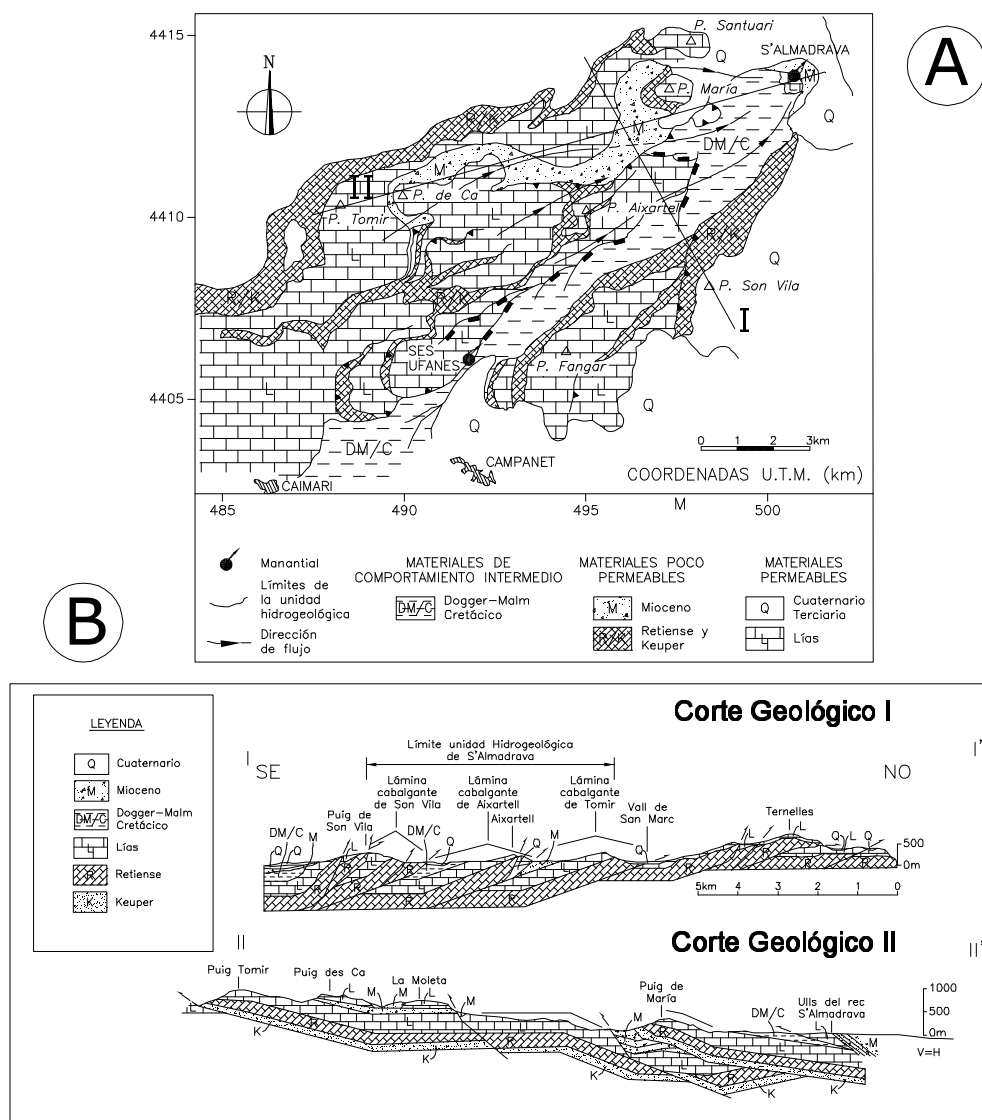 A
4415
4410
4405
N
P. Santuari
Q
S'ALMADRAVA
M
L
P. María
Q
M
DM/C
R/K
M
II
P. de Ca
P. Tomir
L
P. Aixartell
L
L
R/K
Q
P. Son Vila
R/K
R/K
I
L
L
SES
UFANES
P. Fangar
L
L
L
Q
Q
DM/C
CAMPANET
CAIMARI
0 1 2 3km
COORDENADAS U.T.M. (km)
485 490 495 M 500
Manantial
Límites de
la unidad
hidrogeológica
Dirección
de flujo
MATERIALES DE
COMPORTAMIENTO INTERMEDIO
DM/C Dogger-Malm
Cretácico
MATERIALES POCO
PERMEABLES
M Mioceno
R/K Retiense y
Keuper
MATERIALES
PERMEABLES
Q Cuaternario
Terciario
L Lías
B
LEYENDA
Q Cuaternario
M Mioceno
DM/C Dogger-Malm
Cretácico
L Lías
R Retiense
K Keuper
Corte Geológico I
I I'
SE NO
Límite unidad Hidrogeológica
de S'Almadrava
Lámina
cabalgante
de Son Vila
Lámina
cabalgante
de Aixartell
Lámina
cabalgante
de Tomir
Puig de
Son Vila
Aixartell
Vall de
San Marc
Ternelles
DM/C M
Q Q
L
DM/C
Q
Q
M
L
Q
L
L
Q L Q
500
0m
R R R R L R L R R R
5km 4 3 2 1 0
Corte Geológico II
II II'
Puig Tomir
Puig des Ca
La Moleta
Puig de
María
Ulls del rec
S'Almadrava
L M M L M
M
DM/C
L
M
1000
500
0m
V=H
L
R
L
R
L
R
R
L
K K K K K K